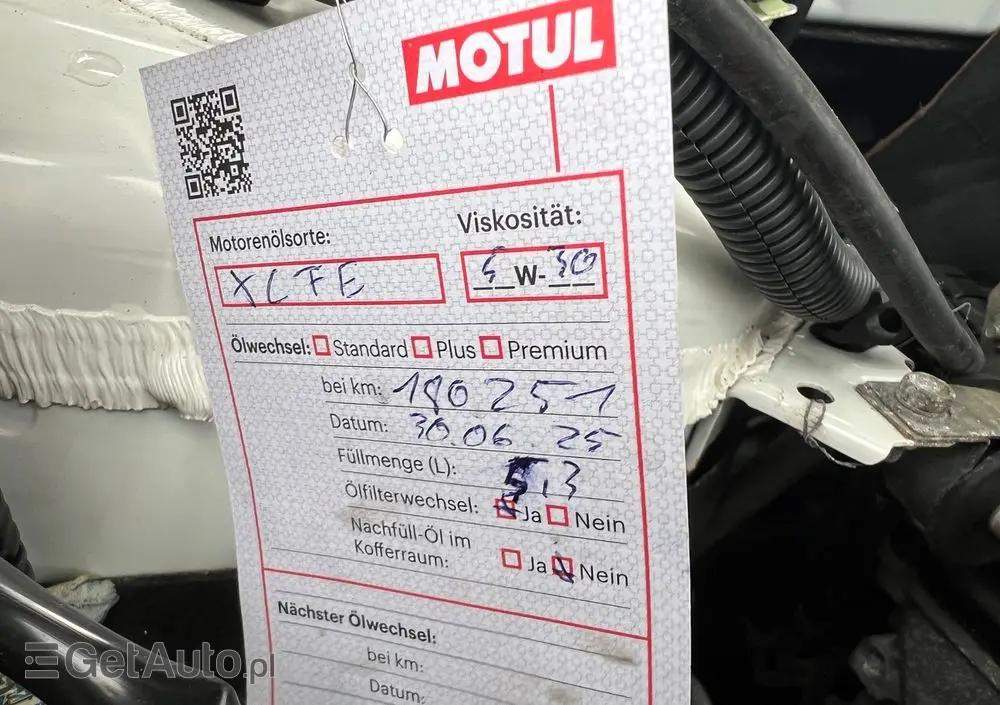 MOTUL
Motorenölsorte: Viskosität:
XCFE 5W-30
Ölwechsel: Standard Plus Premium
bei km: 180251
Datum: 30.06.25
Füllmenge (L): 5,3
Ölfilterwechsel: Ja Nein
Nachfüll-Öl im
Kofferraum: Ja Nein
Nächster Ölwechsel:
bei km:
Datum:
GetAuto.pl